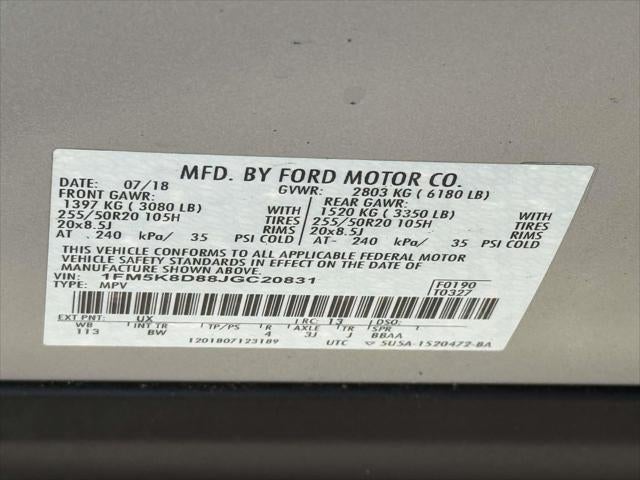 MFD. BY FORD MOTOR CO.
DATE: 07/18 GVWR: 2803 KG ( 6180 LB)
FRONT GAWR: REAR GAWR:
1397 KG ( 3080 LB) WITH 1520 KG ( 3350 LB) WITH
255/50R20 105H TIRES 255/50R20 105H TIRES
20x8.5J RIMS 20x8.5J RIMS
AT 240 kPa/ 35 PSI COLD AT- 240 kPa/ 35 PSI COLD
THIS VEHICLE CONFORMS TO ALL APPLICABLE FEDERAL MOTOR
VEHICLE SAFETY STANDARDS IN EFFECT ON THE DATE OF
MANUFACTURE SHOWN ABOVE.
VIN: 1FM5K8D88JGC20831 F0190
TYPE: MPV T0327
EXT PNT: UX RC: 13 DSO:
WB INT TR TP/PS R AXLE TR SPR
113 BW 4 3J J BBAA
1201807123189 UTC ▽ 5U5A-1520472-BA